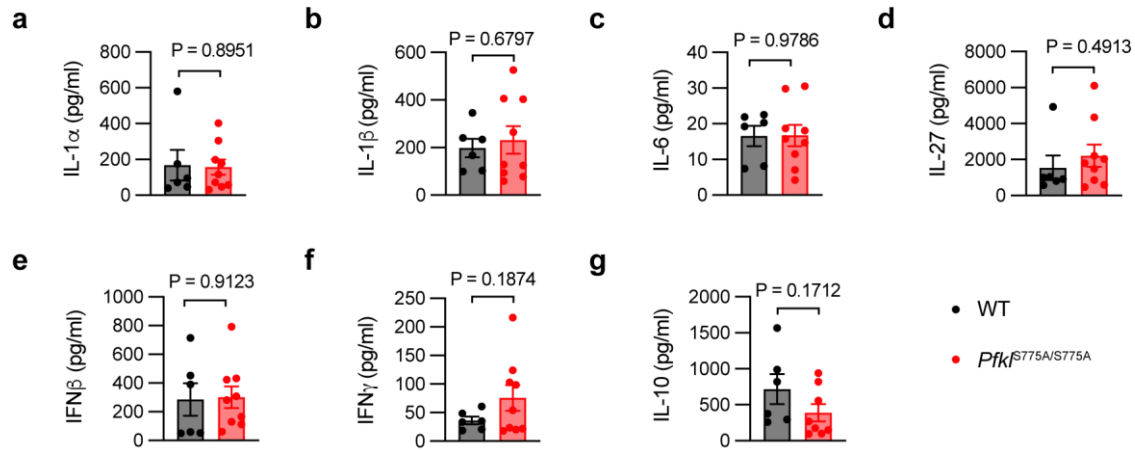 a
P = 0.8951
IL-1α (pg/ml)
800
600
400
200
0
b
P = 0.6797
IL-1β (pg/ml)
600
400
200
0
c
P = 0.9786
IL-6 (pg/ml)
40
30
20
10
0
d
P = 0.4913
IL-27 (pg/ml)
8000
6000
4000
2000
0
e
P = 0.9123
IFNβ (pg/ml)
1000
800
600
400
200
0
f
P = 0.1874
IFNγ (pg/ml)
250
200
150
100
50
0
g
P = 0.1712
IL-10 (pg/ml)
2000
1500
1000
500
0
WT
Pfkl^S775A/S775A